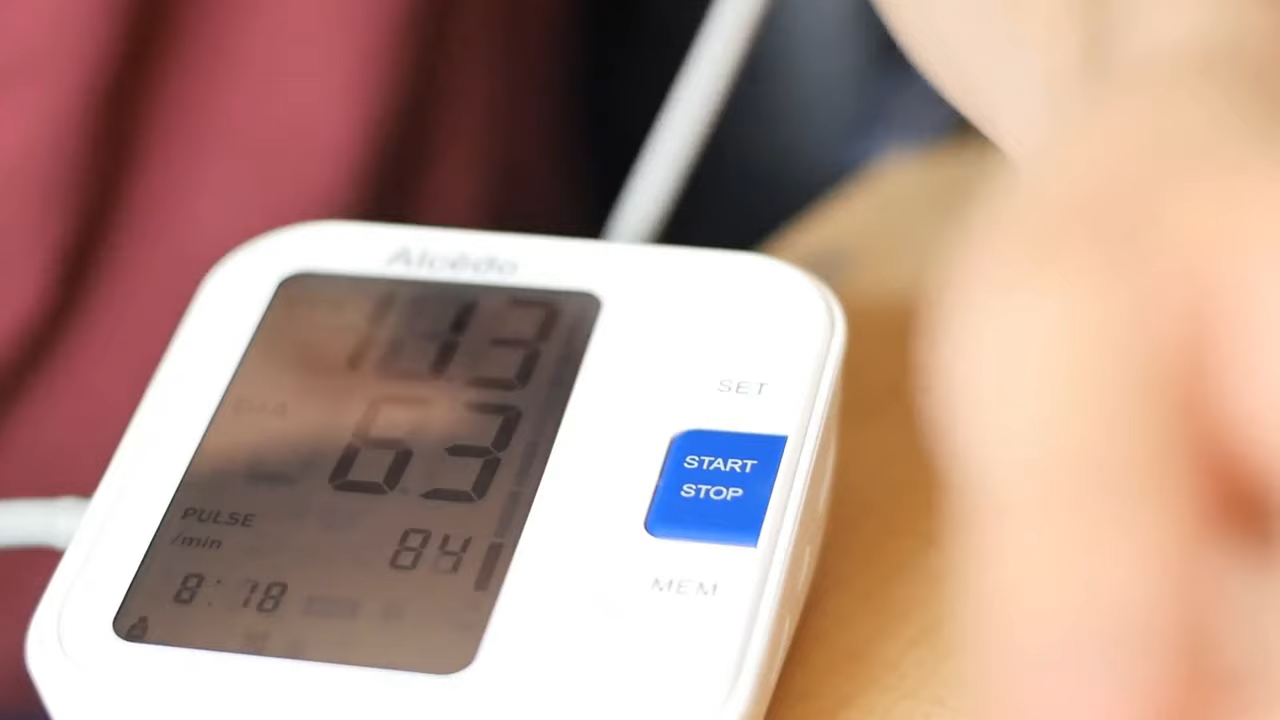 Alcedo
113
63
PULSE
/min
84
8:18
SET
START
STOP
MEM